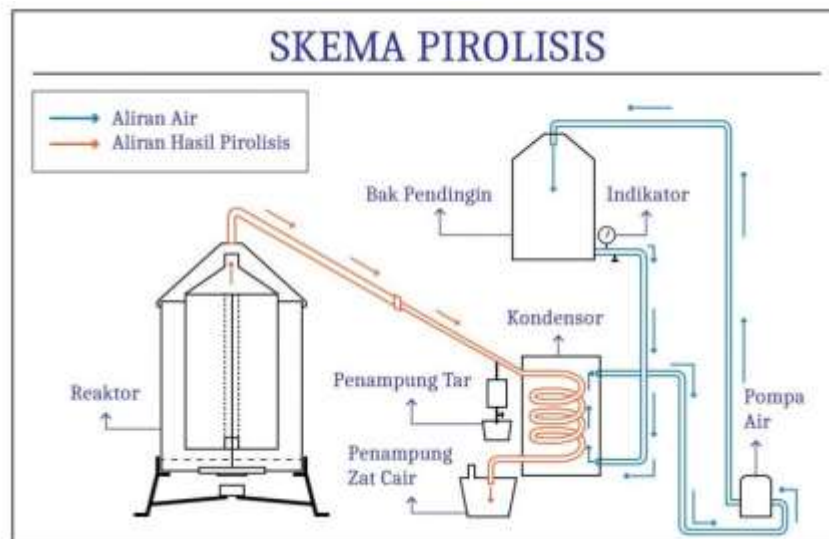 SKEMA PIROLISIS
Aliran Air
Aliran Hasil Pirolisis
Bak Pendingin
Indikator
Kondensor
Penampung Tar
Reaktor
Pompa
Air
Penampung
Zat Cair